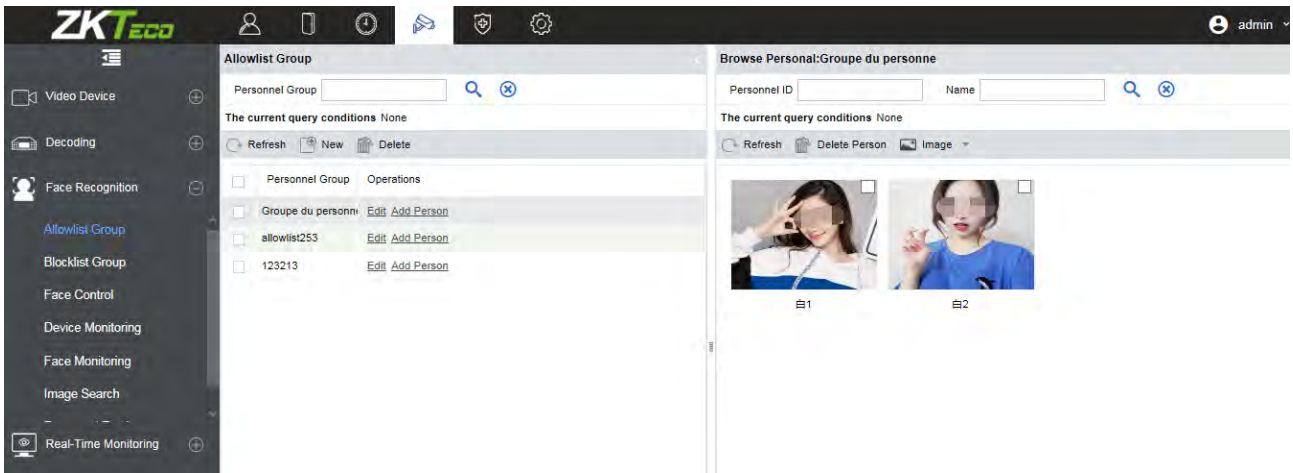 ZKTeco
admin
Video Device
Decoding
Face Recognition
Allowlist Group
Blocklist Group
Face Control
Device Monitoring
Face Monitoring
Image Search
Real-Time Monitoring
Allowlist Group
Personnel Group
The current query conditions None
Refresh New Delete
Personnel Group Operations
Groupe du personn Edit Add Person
allowlist253 Edit Add Person
123213 Edit Add Person
Browse Personal:Groupe du personne
Personnel ID Name
The current query conditions None
Refresh Delete Person Image
白1 白2